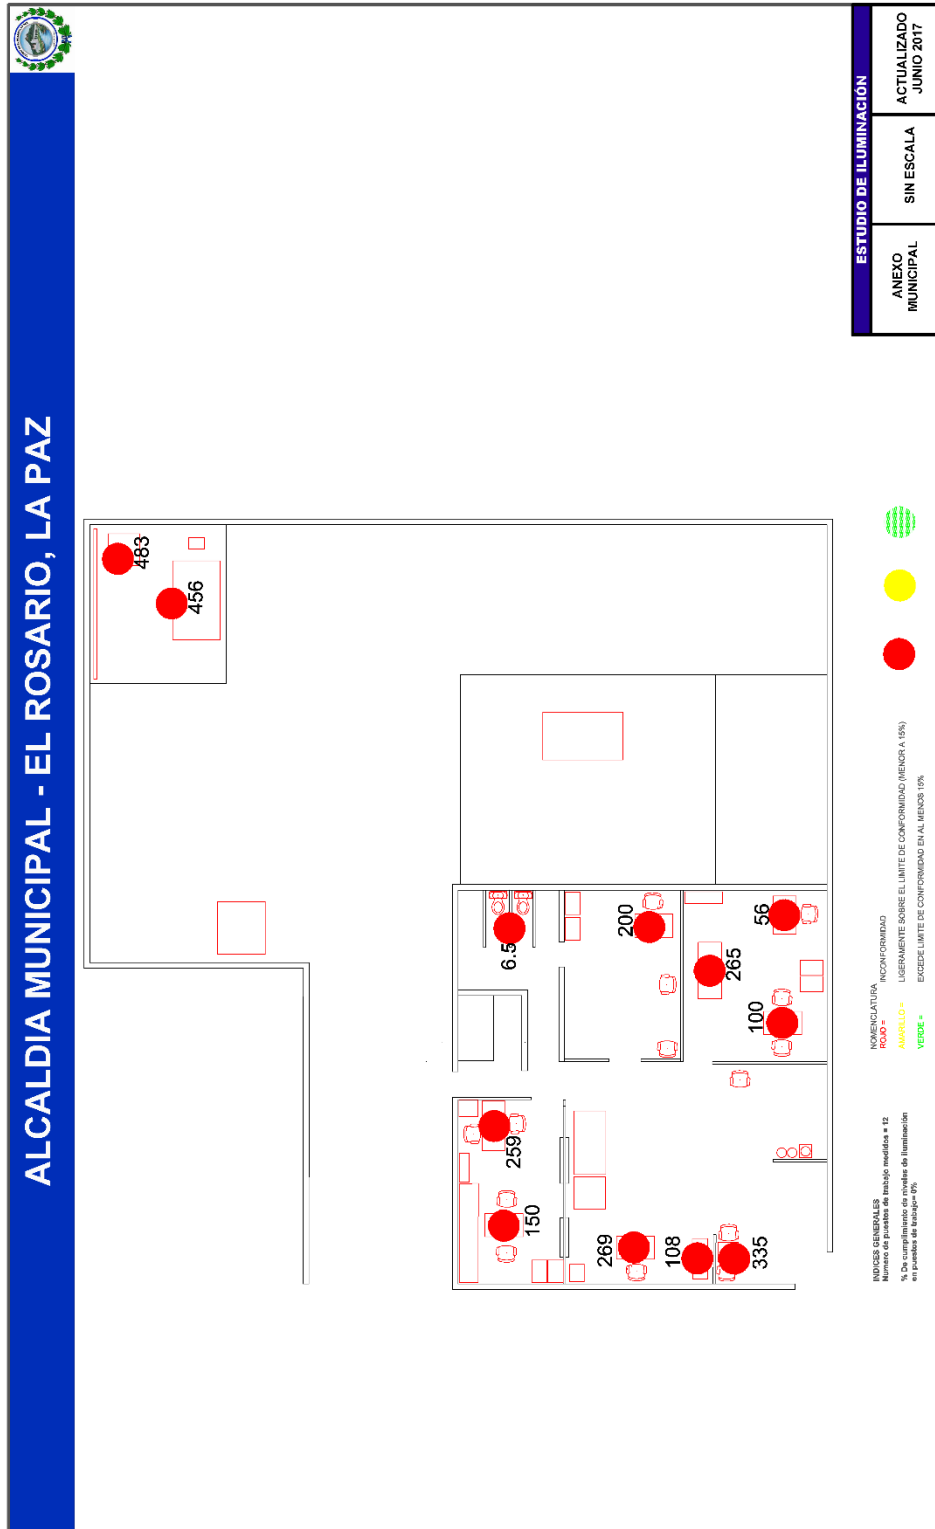 ALCALDIA MUNICIPAL - EL ROSARIO, LA PAZ
483
456
6.5
200
56
265
100
259
150
269
108
335
INDICES GENERALES
Numero de puestos de trabajo medidos = 12
% De cumplimiento de niveles de iluminación
en puestos de trabajo= 0%
NOMENCLATURA
ROJO = INCONFORMIDAD
AMARILLO = LIGERAMENTE SOBRE EL LIMITE DE CONFORMIDAD (MENOR A 15%)
VERDE = EXCEDE LIMITE DE CONFORMIDAD EN AL MENOS 15%
ESTUDIO DE ILUMINACIÓN
ANEXO
MUNICIPAL
SIN ESCALA
ACTUALIZADO
JUNIO 2017